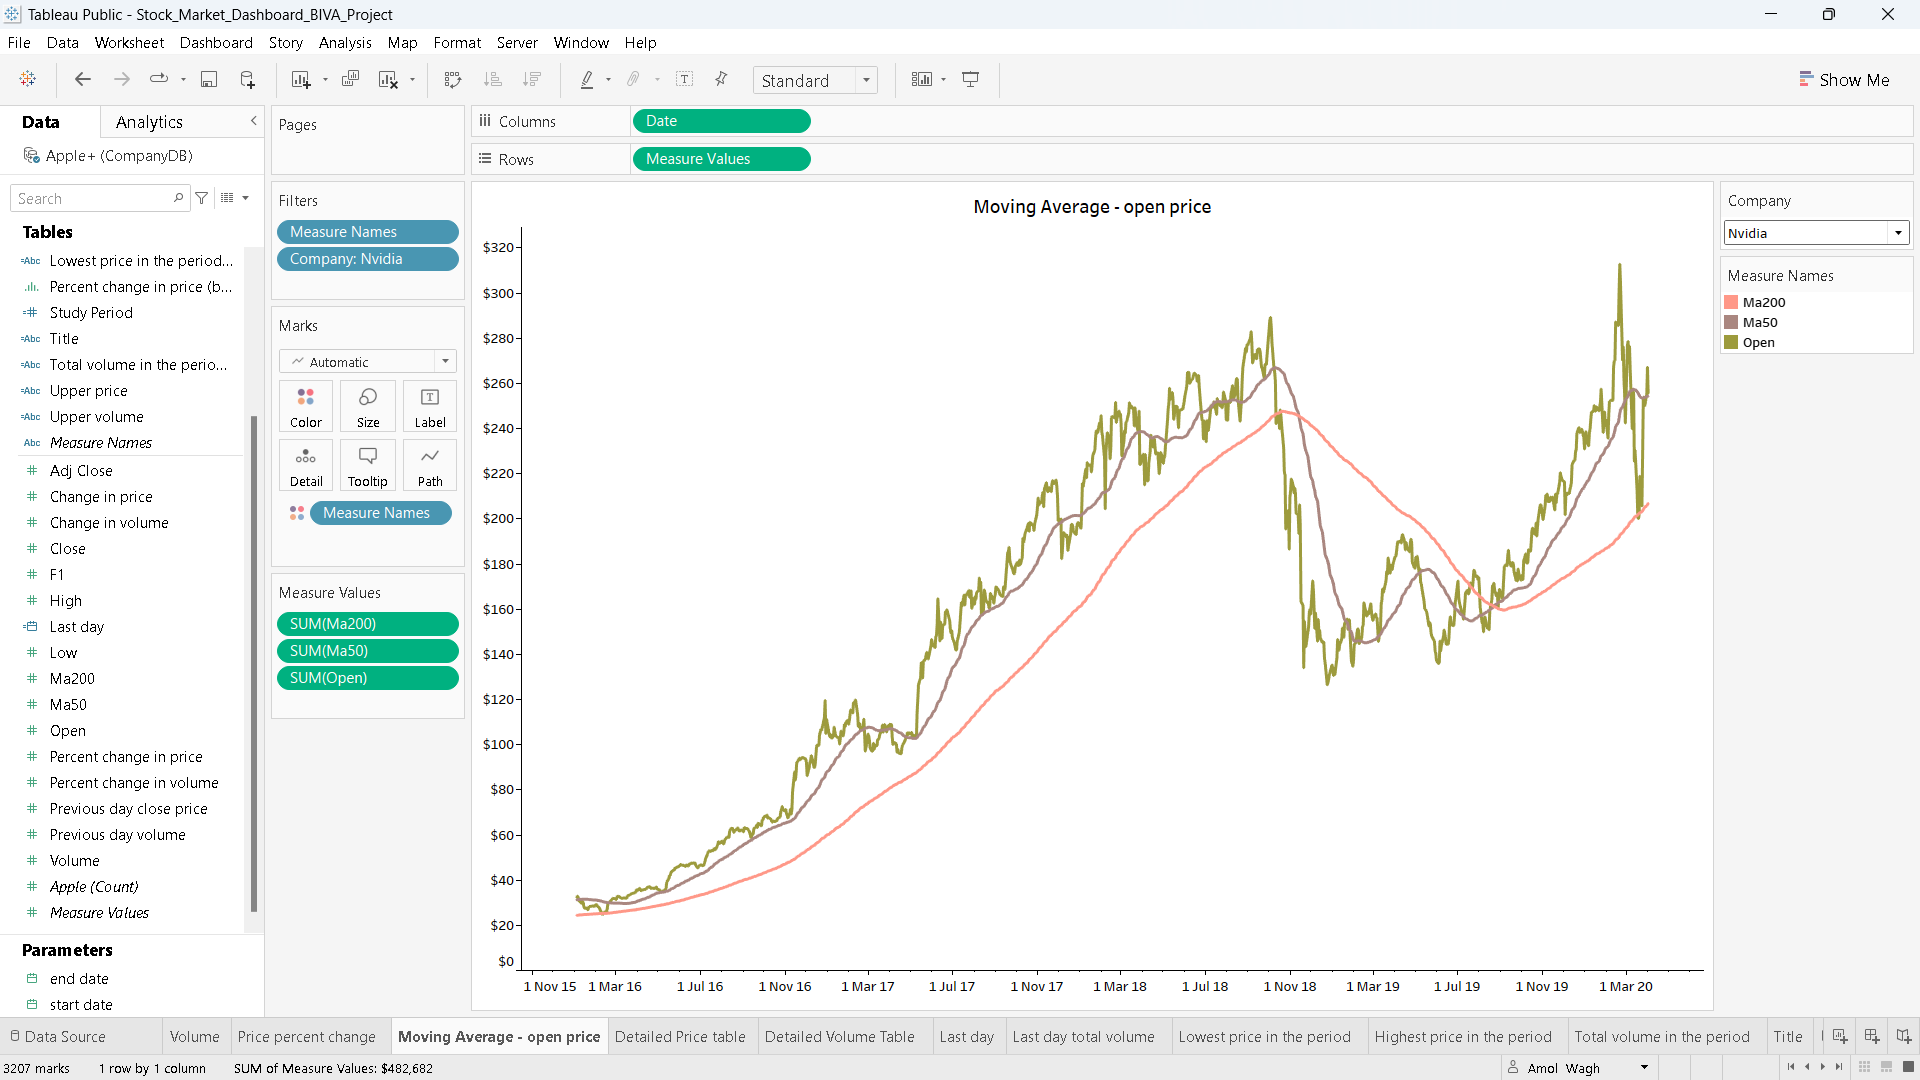 Tableau Public - Stock_Market_Dashboard_BIVA_Project
File Data Worksheet Dashboard Story Analysis Map Format Server Window Help
Standard
Show Me
Data Analytics
Apple+ (CompanyDB)
Search
Tables
Abc Lowest price in the period...
Percent change in price (b...
Study Period
Abc Title
Abc Total volume in the perio...
Abc Upper price
Abc Upper volume
Abc Measure Names
Adj Close
Change in price
Change in volume
Close
F1
High
Last day
Low
Ma200
Ma50
Open
Percent change in price
Percent change in volume
Previous day close price
Previous day volume
Volume
Apple (Count)
Measure Values
Parameters
end date
start date
Pages
Filters
Measure Names
Company: Nvidia
Marks
Automatic
Color Size Label
Detail Tooltip Path
Measure Names
Measure Values
SUM(Ma200)
SUM(Ma50)
SUM(Open)
Columns Date
Rows Measure Values
Moving Average - open price
$320
$300
$280
$260
$240
$220
$200
$180
$160
$140
$120
$100
$80
$60
$40
$20
$0
1 Nov 15 1 Mar 16 1 Jul 16 1 Nov 16 1 Mar 17 1 Jul 17 1 Nov 17 1 Mar 18 1 Jul 18 1 Nov 18 1 Mar 19 1 Jul 19 1 Nov 19 1 Mar 20
Company
Nvidia
Measure Names
Ma200
Ma50
Open
Data Source Volume Price percent change Moving Average - open price Detailed Price table Detailed Volume Table Last day Last day total volume Lowest price in the period Highest price in the period Total volume in the period Title
3207 marks 1 row by 1 column SUM of Measure Values: $482,682 Amol Wagh